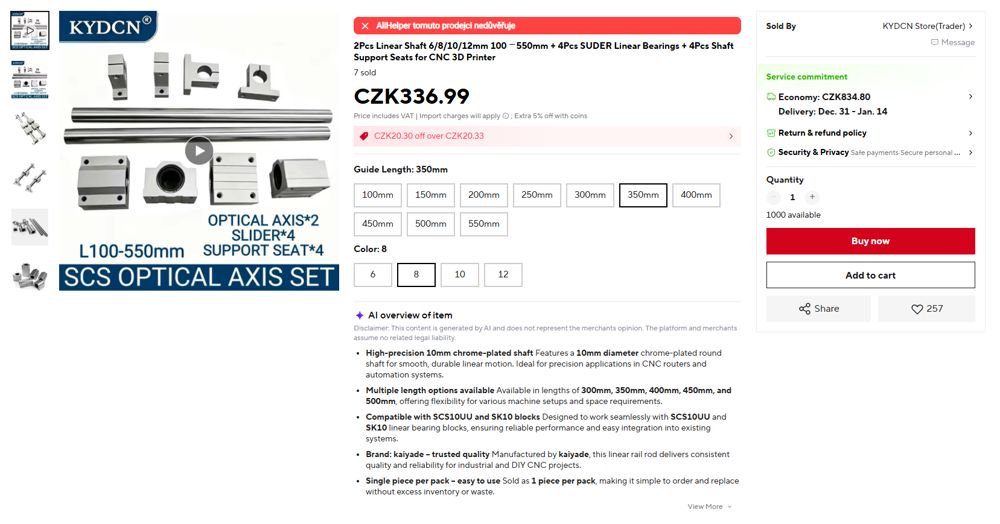 KYDCN®
OPTICAL AXIS*2
SLIDER*4
L100-550mm
SUPPORT SEAT*4
SCS OPTICAL AXIS SET
AliHelper tomuto prodejci nedůvěřuje
2Pcs Linear Shaft 6/8/10/12mm 100 —550mm + 4Pcs SUDER Linear Bearings + 4Pcs Shaft
Support Seats for CNC 3D Printer
7 sold
CZK336.99
Price includes VAT | Import charges will apply ; Extra 5% off with coins
CZK20.30 off over CZK20.33
Guide Length: 350mm
100mm 150mm 200mm 250mm 300mm 350mm 400mm
450mm 500mm 550mm
Color: 8
6 8 10 12
AI overview of item
Disclaimer: This content is generated by AI and does not represent the merchants opinion. The platform and merchants
assume no related legal liability.
• High-precision 10mm chrome-plated shaft Features a 10mm diameter chrome-plated round
shaft for smooth, durable linear motion. Ideal for precision applications in CNC routers and
automation systems.
• Multiple length options available Available in lengths of 300mm, 350mm, 400mm, 450mm, and
500mm, offering flexibility for various machine setups and space requirements.
• Compatible with SCS10UU and SK10 blocks Designed to work seamlessly with SCS10UU and
SK10 linear bearing blocks, ensuring reliable performance and easy integration into existing
systems.
• Brand: kaiyade – trusted quality Manufactured by kaiyade, this linear rail rod delivers consistent
quality and reliability for industrial and DIY CNC projects.
• Single piece per pack – easy to use Sold as 1 piece per pack, making it simple to order and replace
without excess inventory or waste.
View More
Sold By KYDCN Store(Trader)
Message
Service commitment
Economy: CZK834.80
Delivery: Dec. 31 - Jan. 14
Return & refund policy
Security & Privacy Safe payments·Secure personal ...
Quantity
1
1000 available
Buy now
Add to cart
Share 257